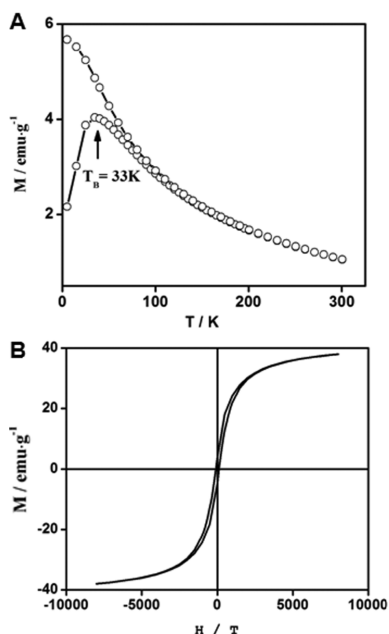 A
6
4
2
M / emu·g⁻¹
T_B = 33K
0 100 200 300
T / K
B
40
20
0
-20
-40
M / emu·g⁻¹
-10000 -5000 0 5000 10000
H / T